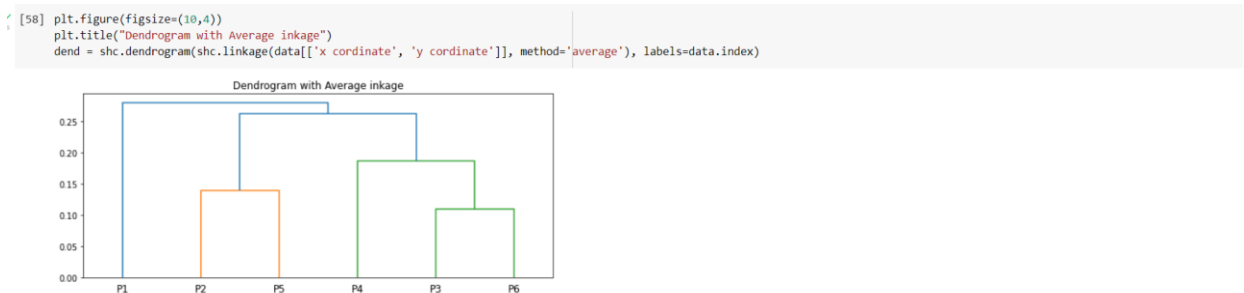 [58] plt.figure(figsize=(10,4))
plt.title("Dendrogram with Average inkage")
dend = shc.dendrogram(shc.linkage(data[['x cordinate', 'y cordinate']], method='average'), labels=data.index)
Dendrogram with Average inkage
0.25
0.20
0.15
0.10
0.05
0.00
P1 P2 P5 P4 P3 P6